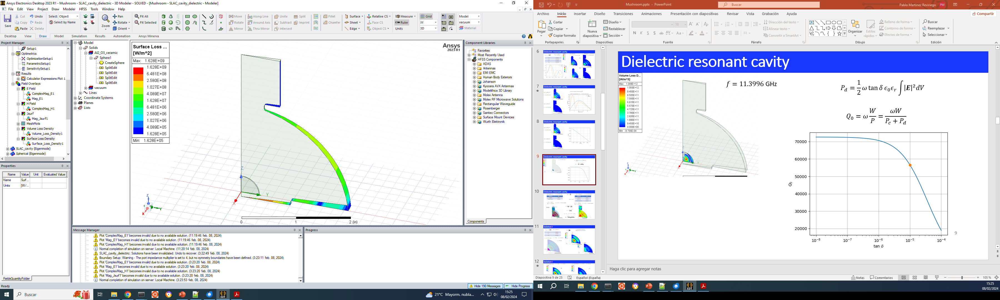 Ansys Electronics Desktop 2023 R1 - Mushroom - SLAC_cavity_dielectric - 3D Modeler - SOLVED - [Mushroom - SLAC_cavity_dielectric - Modeler]
File Edit View Project Draw Modeler HFSS Tools Window Help
Save
Cut Undo
Copy Redo
Paste Delete
Select: Object
Select by Name
Zoom
Pan
Rotate
Orient
Fit All
Fit Selected
Move Along Line Unite Split Fillet
Rotate Around Axis Subtract Imprint Chamfer
Mirror Thru Mirror Intersect
Surface Relative CS Measure Grid Model
Sheet Face CS Ruler XY vacuum
Edge Object CS Units 3D Material
Desktop View Draw Model Simulation Results Automation Ansys Minerva
Project Manager
Setup1
Optimetrics
OptimizationSetup1
ParametricSetup1
SensitivitySetup1
Results
Calculator Expressions Plot 1
Field Overlays
E Field
ComplexMag_E1
Mag_E1
H Field
ComplexMag_H1
Jsurf
Mag_Jsurf1
MeshPlots
Volume Loss Density
Volume_Loss_Density1
Surface Loss Density
Surface_Loss_Density1
SLAC_cavity (Eigenmode)
Spherical (Eigenmode)
Properties
Name Value Unit Evaluated Value
Name Surf...
Units [W/...
FieldsQuantityFolder
Model
Solids
Al2_O3_ceramic
Sphere1
CreateSphere
SplitEdit
SplitEdit
SplitEdit
SplitEdit
vacuum
Lines
Coordinate Systems
Planes
Lists
Surface Loss ...
[W/m^2]
Max: 1.628E+09
1.628E+09
6.481E+08
2.580E+08
1.027E+08
4.089E+07
1.628E+07
6.481E+06
2.580E+06
1.027E+06
4.089E+05
1.628E+05
Min: 1.628E+05
Ansys
2023 R1
Z
Y
X
Z
Y
X
0 1 2 (in)
Component Libraries
Favorites
Most Recently Used
HFSS Components
ADAS
Antennas
EMI EMC
Human Body Exteriors
Johanson
Kyocera AVX Antennas
Modelithics 3D Library
Molex Antenna
Molex RF Microwave Solutions
Rectangular Waveguide
Rosenberger
Samtec Connectors
Surface Mount Devices
Wurth Elektronik
Components
Message Manager
Plot 'ComplexMag_E1' becomes invalid due to no available solution. (11:19:46 feb. 08, 2024)
Plot 'Mag_E1' becomes invalid due to no available solution. (11:19:46 feb. 08, 2024)
Plot 'ComplexMag_H1' becomes invalid due to no available solution. (11:19:46 feb. 08, 2024)
Normal completion of simulation on server: Local Machine. (11:20:14 feb. 08, 2024)
SLAC_cavity_dielectric: Solutions have been invalidated. Undo to recover. (3:22:49 feb. 08, 2024)
Boundary Setup: Warning - The port impedance multiplier is set to 4, but no symmetry boundaries have been defined. (3:23:11 feb. 08, 2024)
Plot 'ComplexMag_E1' becomes invalid due to no available solution. (3:23:20 feb. 08, 2024)
Plot 'Mag_E1' becomes invalid due to no available solution. (3:23:20 feb. 08, 2024)
Plot 'ComplexMag_H1' becomes invalid due to no available solution. (3:23:20 feb. 08, 2024)
Plot 'Mag_Jsurf1' becomes invalid due to no available solution. (3:23:20 feb. 08, 2024)
Normal completion of simulation on server: Local Machine. (3:23:53 feb. 08, 2024)
Progress
Ready
Hide 190 Messages Hide Progress
Buscar
21°C Mayorm. nubla...
15:25
08/02/2024
Mushroom.pptx - PowerPoint
Buscar
Pablo Martinez Reviriego PM
Archivo Inicio Insertar Diseño Transiciones Animaciones Presentación con diapositivas Revisar Vista Grabación Ayuda
Compartir
Pegar
Cortar
Copiar
Copiar formato
Portapapeles
Nueva diapositiva
Diseño
Restablecer
Sección
Diapositivas
18
N K S S ab AV Aa A
Fuente
Dirección del texto
Alinear texto
Convertir a SmartArt
Párrafo
Organizar
Estilos rápidos
Relleno de forma
Contorno de forma
Efectos de forma
Dibujo
Buscar
Reemplazar
Seleccionar
Edición
6
Dielectric resonant cavity
7
Dielectric resonant cavity
8
Dielectric resonant cavity
9
Dielectric resonant cavity
10
Dielectric resonant cavity
11
Solution I
12
Solution I
Dielectric resonant cavity
Volume Loss D...
[W/m^3]
Max: 1.049E+12
1.050E+12
9.450E+11
8.505E+11
7.560E+11
6.615E+11
5.670E+11
4.725E+11
3.780E+11
2.835E+11
1.890E+11
9.450E+10
0.000E+00
Min: -9.766E-04
f = 11.3996 GHz
P_d = 1/2 ω tan δ ϵ_0 ϵ_r ∫|E|^2 dV
Q_0 = ω W/P = ωW/(P_c + P_d)
Q_0
70000
60000
50000
40000
30000
20000
10^−8 10^−7 10^−6 10^−5 10^−4
tan δ
9
Haga clic para agregar notas
Diapositiva 9 de 25 Español (España) Notas Comentarios 105 %
15:25
08/02/2024